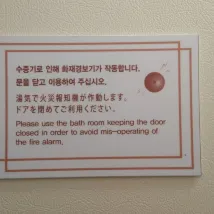 수증기로 인해 화재경보기가 작동합니다.
문을 닫고 이용하여 주십시오.
湯気で火災報知機が作動します。
ドアを閉めてご利用ください。
Please use the bath room keeping the door
closed in order to avoid mis-operating of
the fire alarm.